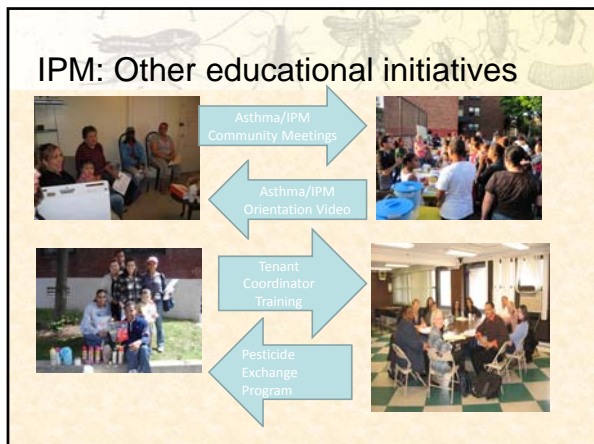 IPM: Other educational initiatives
Asthma/IPM
Community Meetings
Asthma/IPM
Orientation Video
Tenant
Coordinator
Training
Pesticide
Exchange
Program